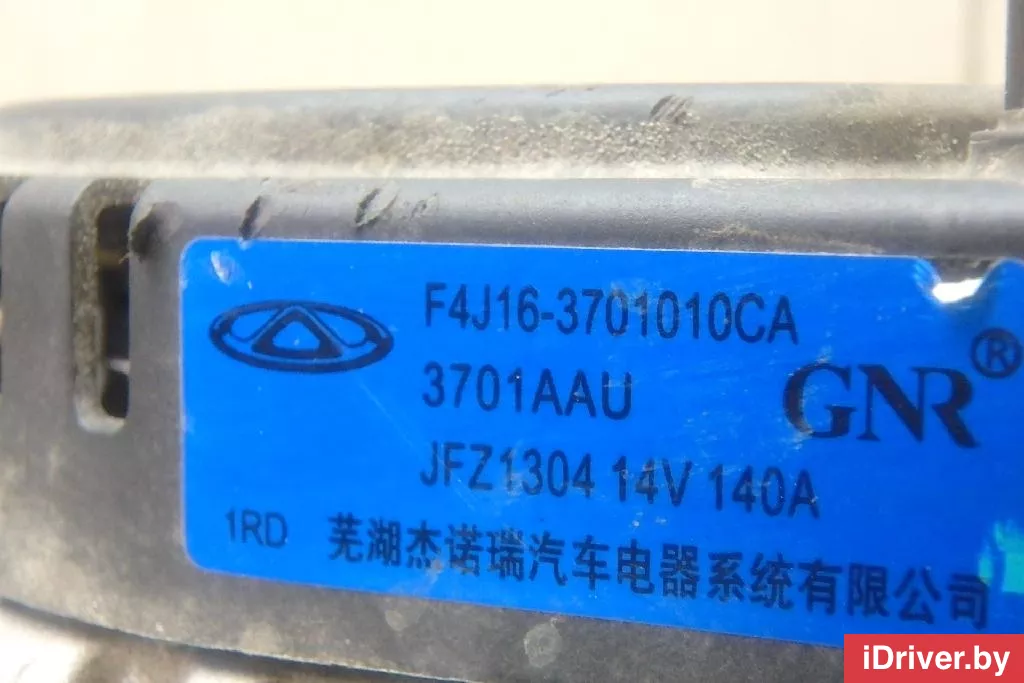 F4J16-3701010CA
3701AAU
GNR®
JFZ1304 14V 140A
1RD 芜湖杰诺瑞汽车电器系统有限公司
iDriver.by